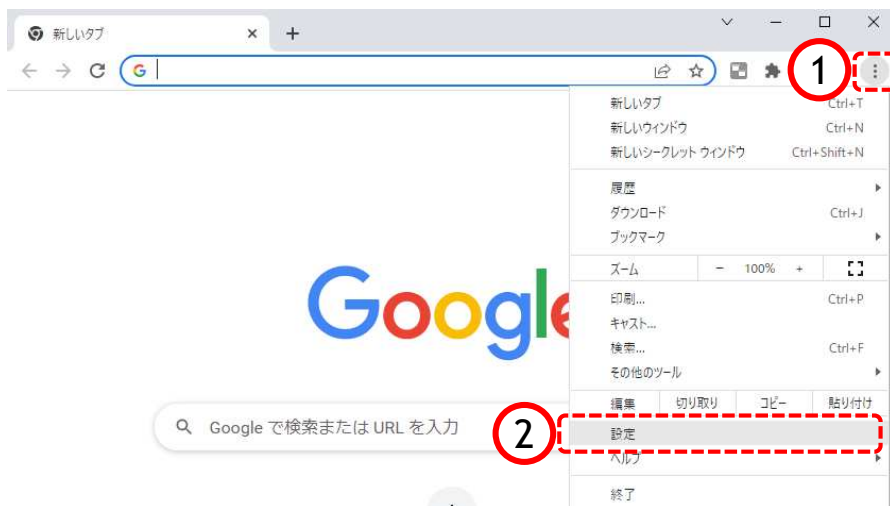 新しいタブ
1
新しいタブ Ctrl+T
新しいウィンドウ Ctrl+N
新しいシークレット ウィンドウ Ctrl+Shift+N
履歴
ダウンロード Ctrl+J
ブックマーク
ズーム - 100% +
印刷... Ctrl+P
キャスト...
検索... Ctrl+F
その他のツール
編集 切り取り コピー 貼り付け
Google
Google で検索または URL を入力
2
設定
ヘルプ
終了